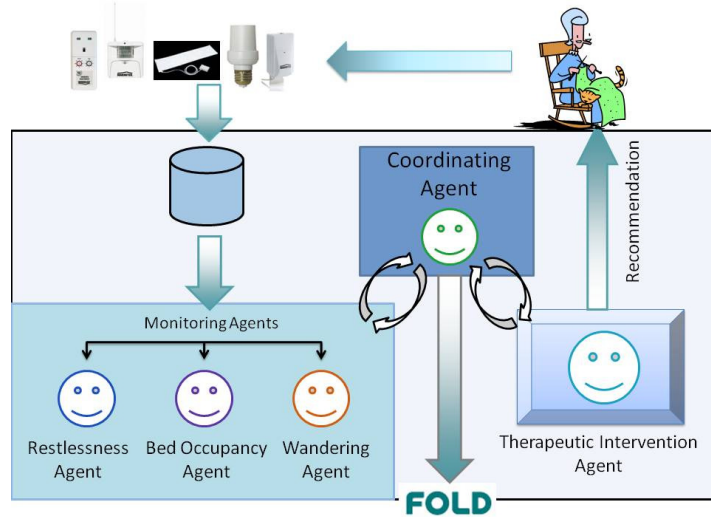 Coordinating
Agent
Recommendation
Monitoring Agents
Restlessness
Agent
Bed Occupancy
Agent
Wandering
Agent
Therapeutic Intervention
Agent
FOLD